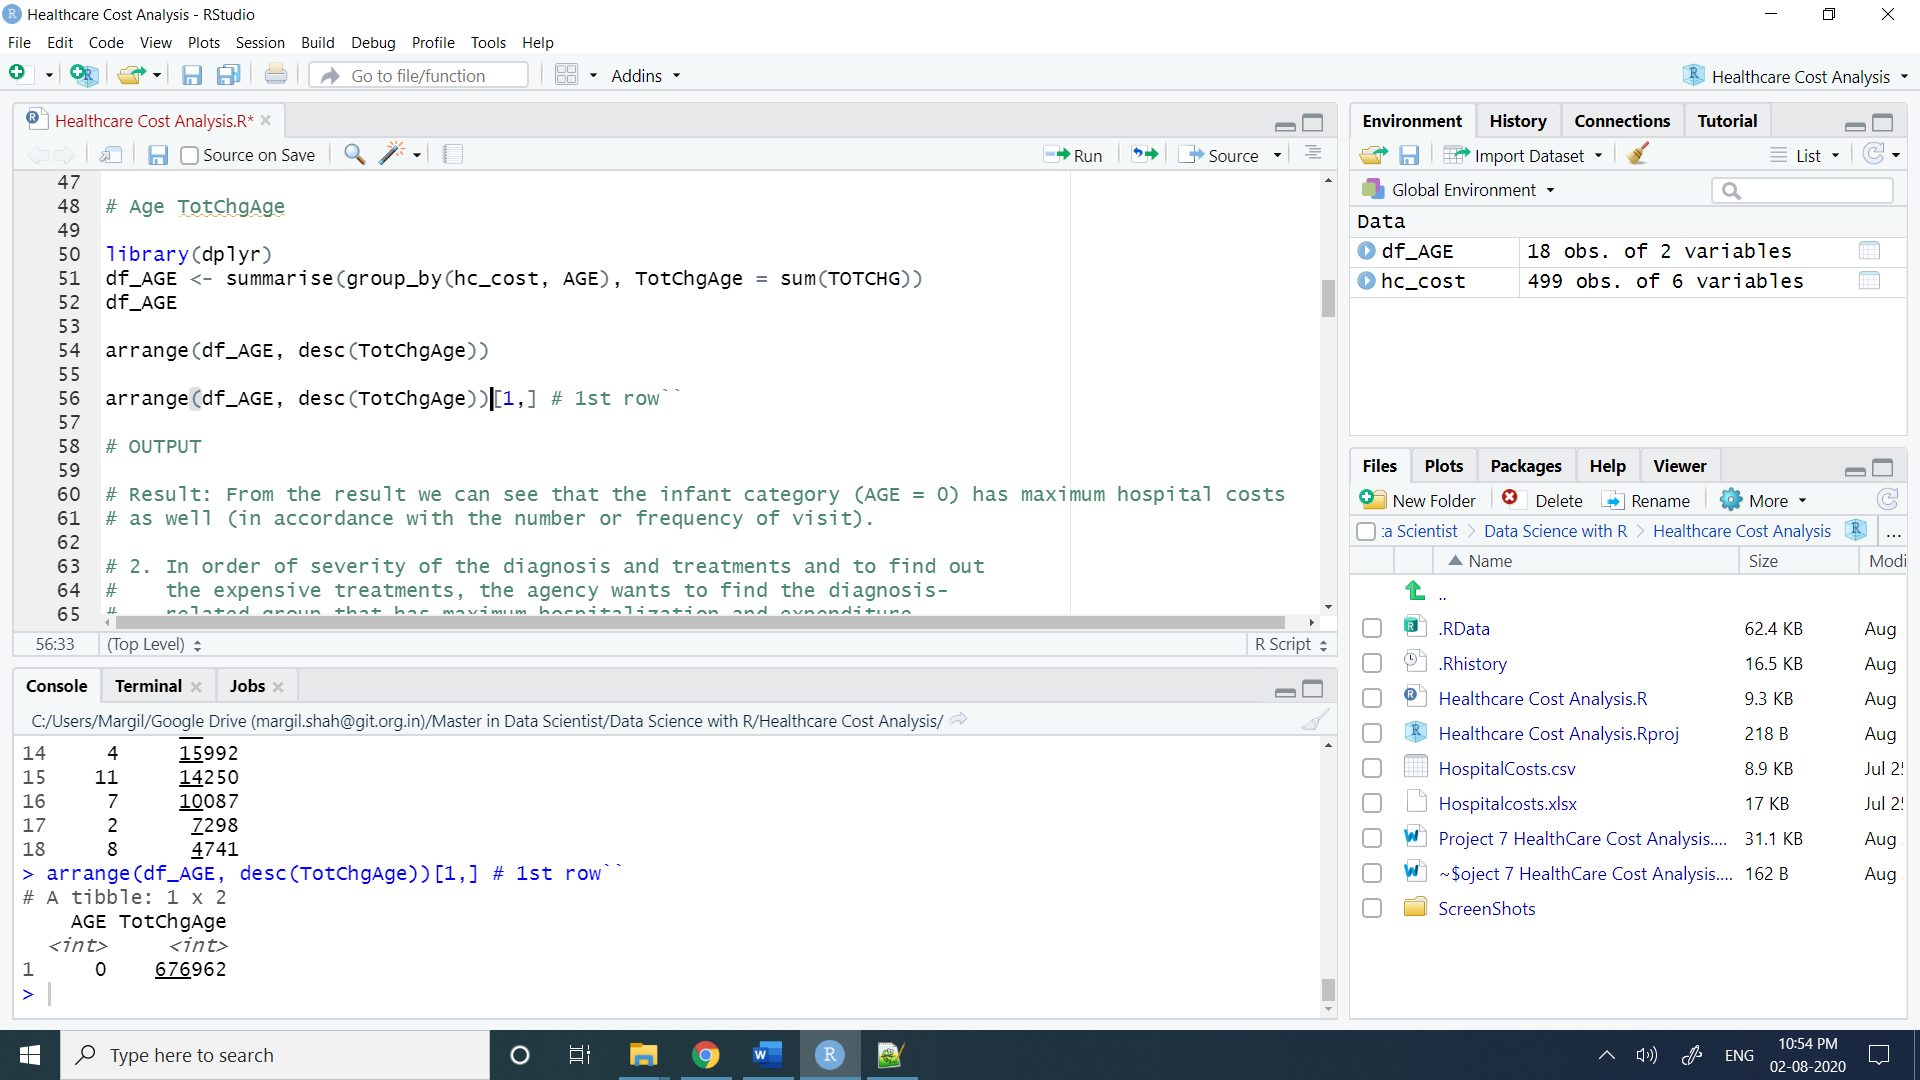 Healthcare Cost Analysis - RStudio
File Edit Code View Plots Session Build Debug Profile Tools Help
Go to file/function Addins Healthcare Cost Analysis
Healthcare Cost Analysis.R*
Source on Save Run Source
47
48 # Age TotChgAge
49
50 library(dplyr)
51 df_AGE <- summarise(group_by(hc_cost, AGE), TotChgAge = sum(TOTCHG))
52 df_AGE
53
54 arrange(df_AGE, desc(TotChgAge))
55
56 arrange(df_AGE, desc(TotChgAge))[1,] # 1st row``
57
58 # OUTPUT
59
60 # Result: From the result we can see that the infant category (AGE = 0) has maximum hospital costs
61 # as well (in accordance with the number or frequency of visit).
62
63 # 2. In order of severity of the diagnosis and treatments and to find out
64 #    the expensive treatments, the agency wants to find the diagnosis-
65 #    related group that has maximum hospitalization and expenditure
56:33 (Top Level) R Script
Console Terminal Jobs
C:/Users/Margil/Google Drive (margil.shah@git.org.in)/Master in Data Scientist/Data Science with R/Healthcare Cost Analysis/
14 4 15992
15 11 14250
16 7 10087
17 2 7298
18 8 4741
> arrange(df_AGE, desc(TotChgAge))[1,] # 1st row``
# A tibble: 1 x 2
AGE TotChgAge
<int> <int>
1 0 676962
>
Environment History Connections Tutorial
Import Dataset List
Global Environment
Data
df_AGE 18 obs. of 2 variables
hc_cost 499 obs. of 6 variables
Files Plots Packages Help Viewer
New Folder Delete Rename More
:a Scientist Data Science with R Healthcare Cost Analysis ...
Name Size Modi
..
.RData 62.4 KB Aug
.Rhistory 16.5 KB Aug
Healthcare Cost Analysis.R 9.3 KB Aug
Healthcare Cost Analysis.Rproj 218 B Aug
HospitalCosts.csv 8.9 KB Jul 2
Hospitalcosts.xlsx 17 KB Jul 2
Project 7 HealthCare Cost Analysis.... 31.1 KB Aug
~$oject 7 HealthCare Cost Analysis.... 162 B Aug
ScreenShots
Type here to search
ENG
10:54 PM
02-08-2020